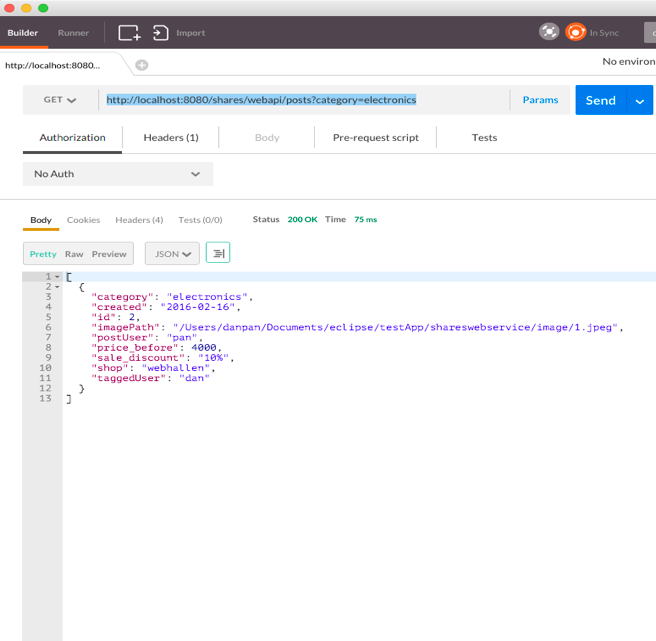 Builder Runner Import In Sync
http://localhost:8080... No environ
GET http://localhost:8080/shares/webapi/posts?category=electronics Params Send
Authorization Headers (1) Body Pre-request script Tests
No Auth
Body Cookies Headers (4) Tests (0/0) Status 200 OK Time 75 ms
Pretty Raw Preview JSON
1 [
2 {
3 "category": "electronics",
4 "created": "2016-02-16",
5 "id": 2,
6 "imagePath": "/Users/danpan/Documents/eclipse/testApp/shareswebservice/image/1.jpeg",
7 "postUser": "pan",
8 "price_before": 4000,
9 "sale_discount": "10%",
10 "shop": "webhallen",
11 "taggedUser": "dan"
12 }
13 ]